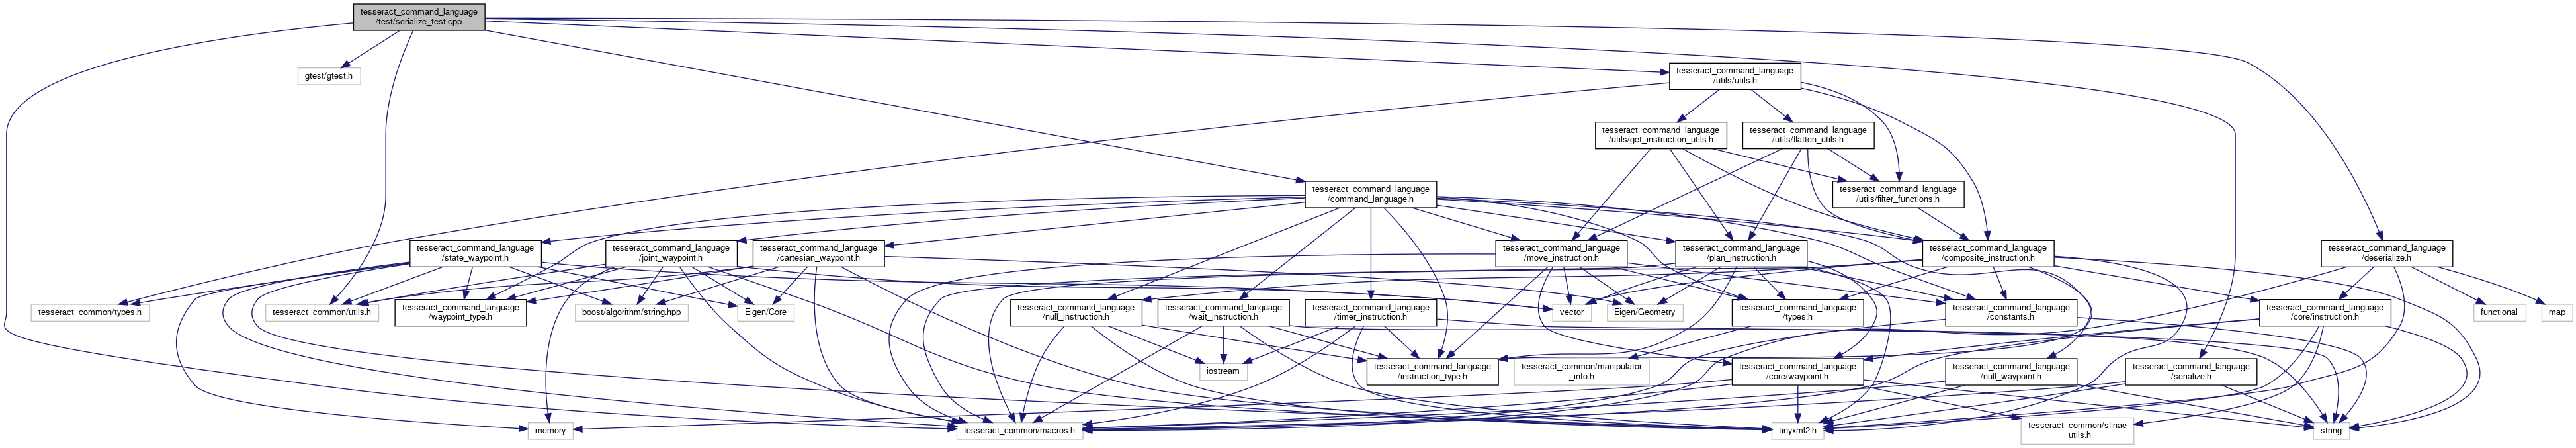 tesseract_command_language
/test/serialize_test.cpp
gtest/gtest.h
tesseract_command_language
/utils/utils.h
tesseract_command_language
/utils/get_instruction_utils.h
tesseract_command_language
/utils/flatten_utils.h
tesseract_command_language
/command_language.h
tesseract_command_language
/utils/filter_functions.h
tesseract_command_language
/state_waypoint.h
tesseract_command_language
/joint_waypoint.h
tesseract_command_language
/cartesian_waypoint.h
tesseract_command_language
/move_instruction.h
tesseract_command_language
/plan_instruction.h
tesseract_command_language
/composite_instruction.h
tesseract_command_language
/deserialize.h
tesseract_common/types.h
tesseract_common/utils.h
tesseract_command_language
/waypoint_type.h
boost/algorithm/string.hpp
Eigen/Core
tesseract_command_language
/null_instruction.h
tesseract_command_language
/wait_instruction.h
tesseract_command_language
/timer_instruction.h
vector
Eigen/Geometry
tesseract_command_language
/types.h
tesseract_command_language
/constants.h
tesseract_command_language
/core/instruction.h
functional
map
iostream
tesseract_command_language
/instruction_type.h
tesseract_common/manipulator
_info.h
tesseract_command_language
/core/waypoint.h
tesseract_command_language
/null_waypoint.h
tesseract_command_language
/serialize.h
memory
tesseract_common/macros.h
tinyxml2.h
tesseract_common/sfinae
_utils.h
string